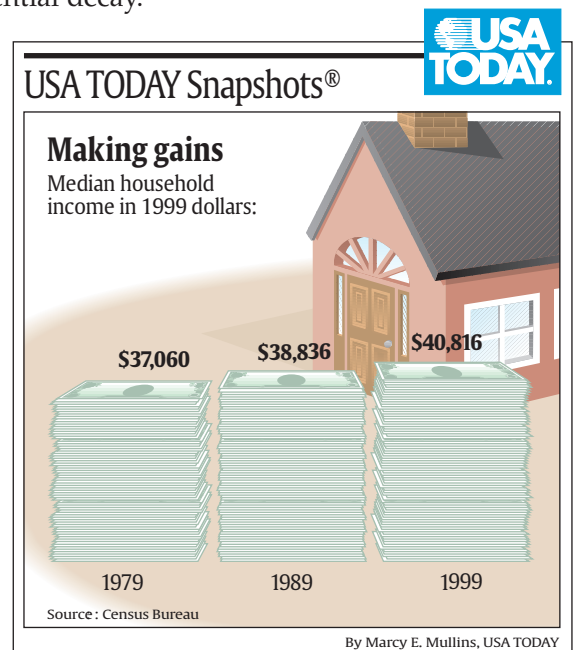 ential decay.
USA
TODAY.
USA TODAY Snapshots®
Making gains
Median household
income in 1999 dollars:
$37,060
$38,836
$40,816
1979
1989
1999
Source: Census Bureau
By Marcy E. Mullins, USA TODAY